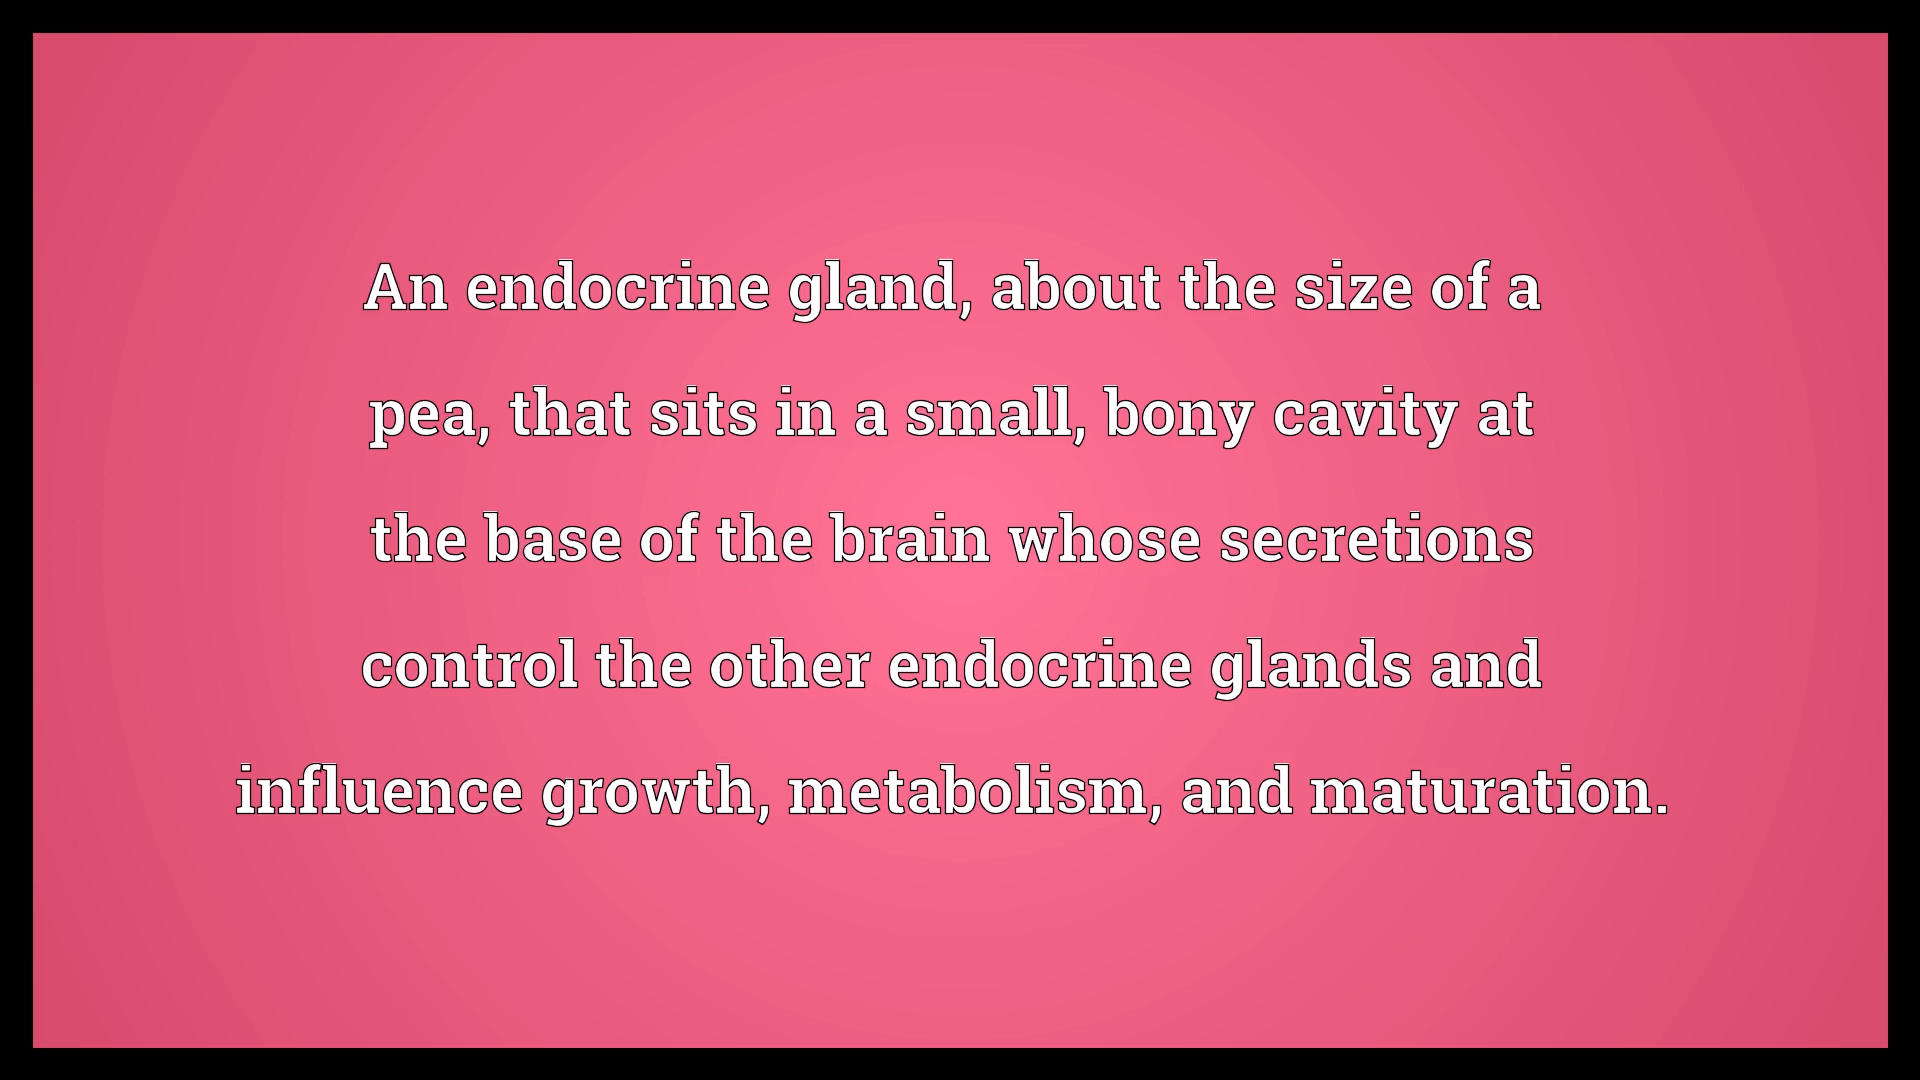 An endocrine gland, about the size of a
pea, that sits in a small, bony cavity at
the base of the brain whose secretions
control the other endocrine glands and
influence growth, metabolism, and maturation.